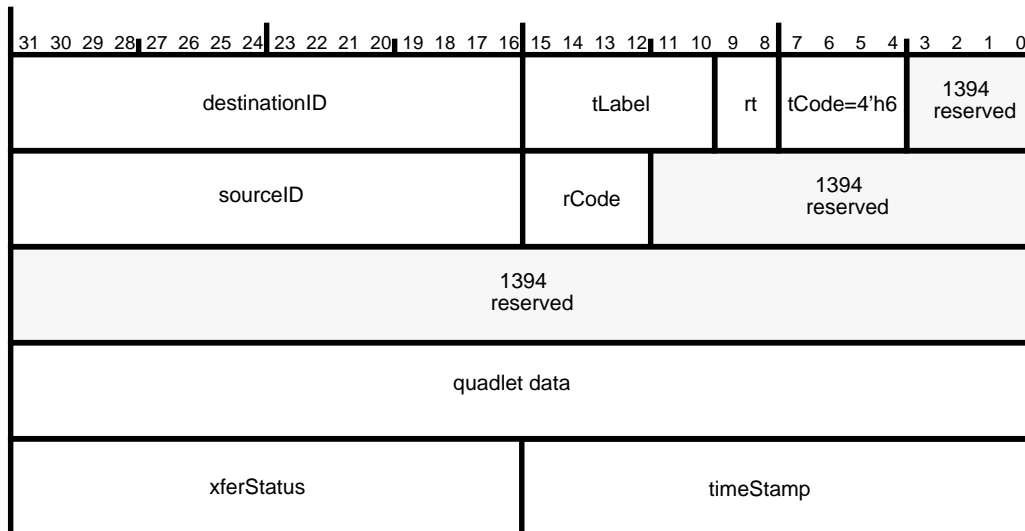 31 30 29 28 27 26 25 24 23 22 21 20 19 18 17 16 15 14 13 12 11 10 9 8 7 6 5 4 3 2 1 0
destinationID tLabel rt tCode=4'h6 1394
reserved
sourceID rCode 1394
reserved
1394
reserved
quadlet data
xferStatus timeStamp